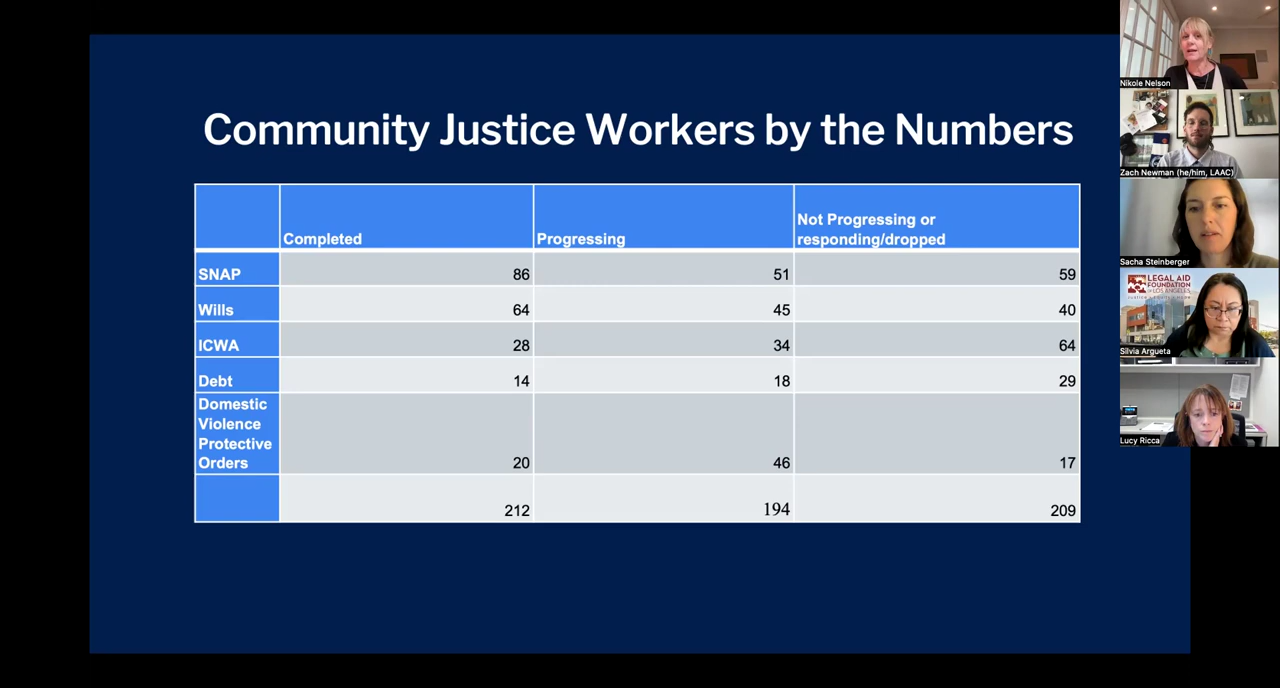 Community Justice Workers by the Numbers
Completed
Progressing
Not Progressing or
responding/dropped
SNAP 86 51 59
Wills 64 45 40
ICWA 28 34 64
Debt 14 18 29
Domestic
Violence
Protective
Orders 20 46 17
212 194 209
Nikole Nelson
Zach Newman (he/him, LAAC)
Sacha Steinberger
LEGAL AID
FOUNDATION
OF LOS ANGELES
Silvia Argueta
Lucy Ricca